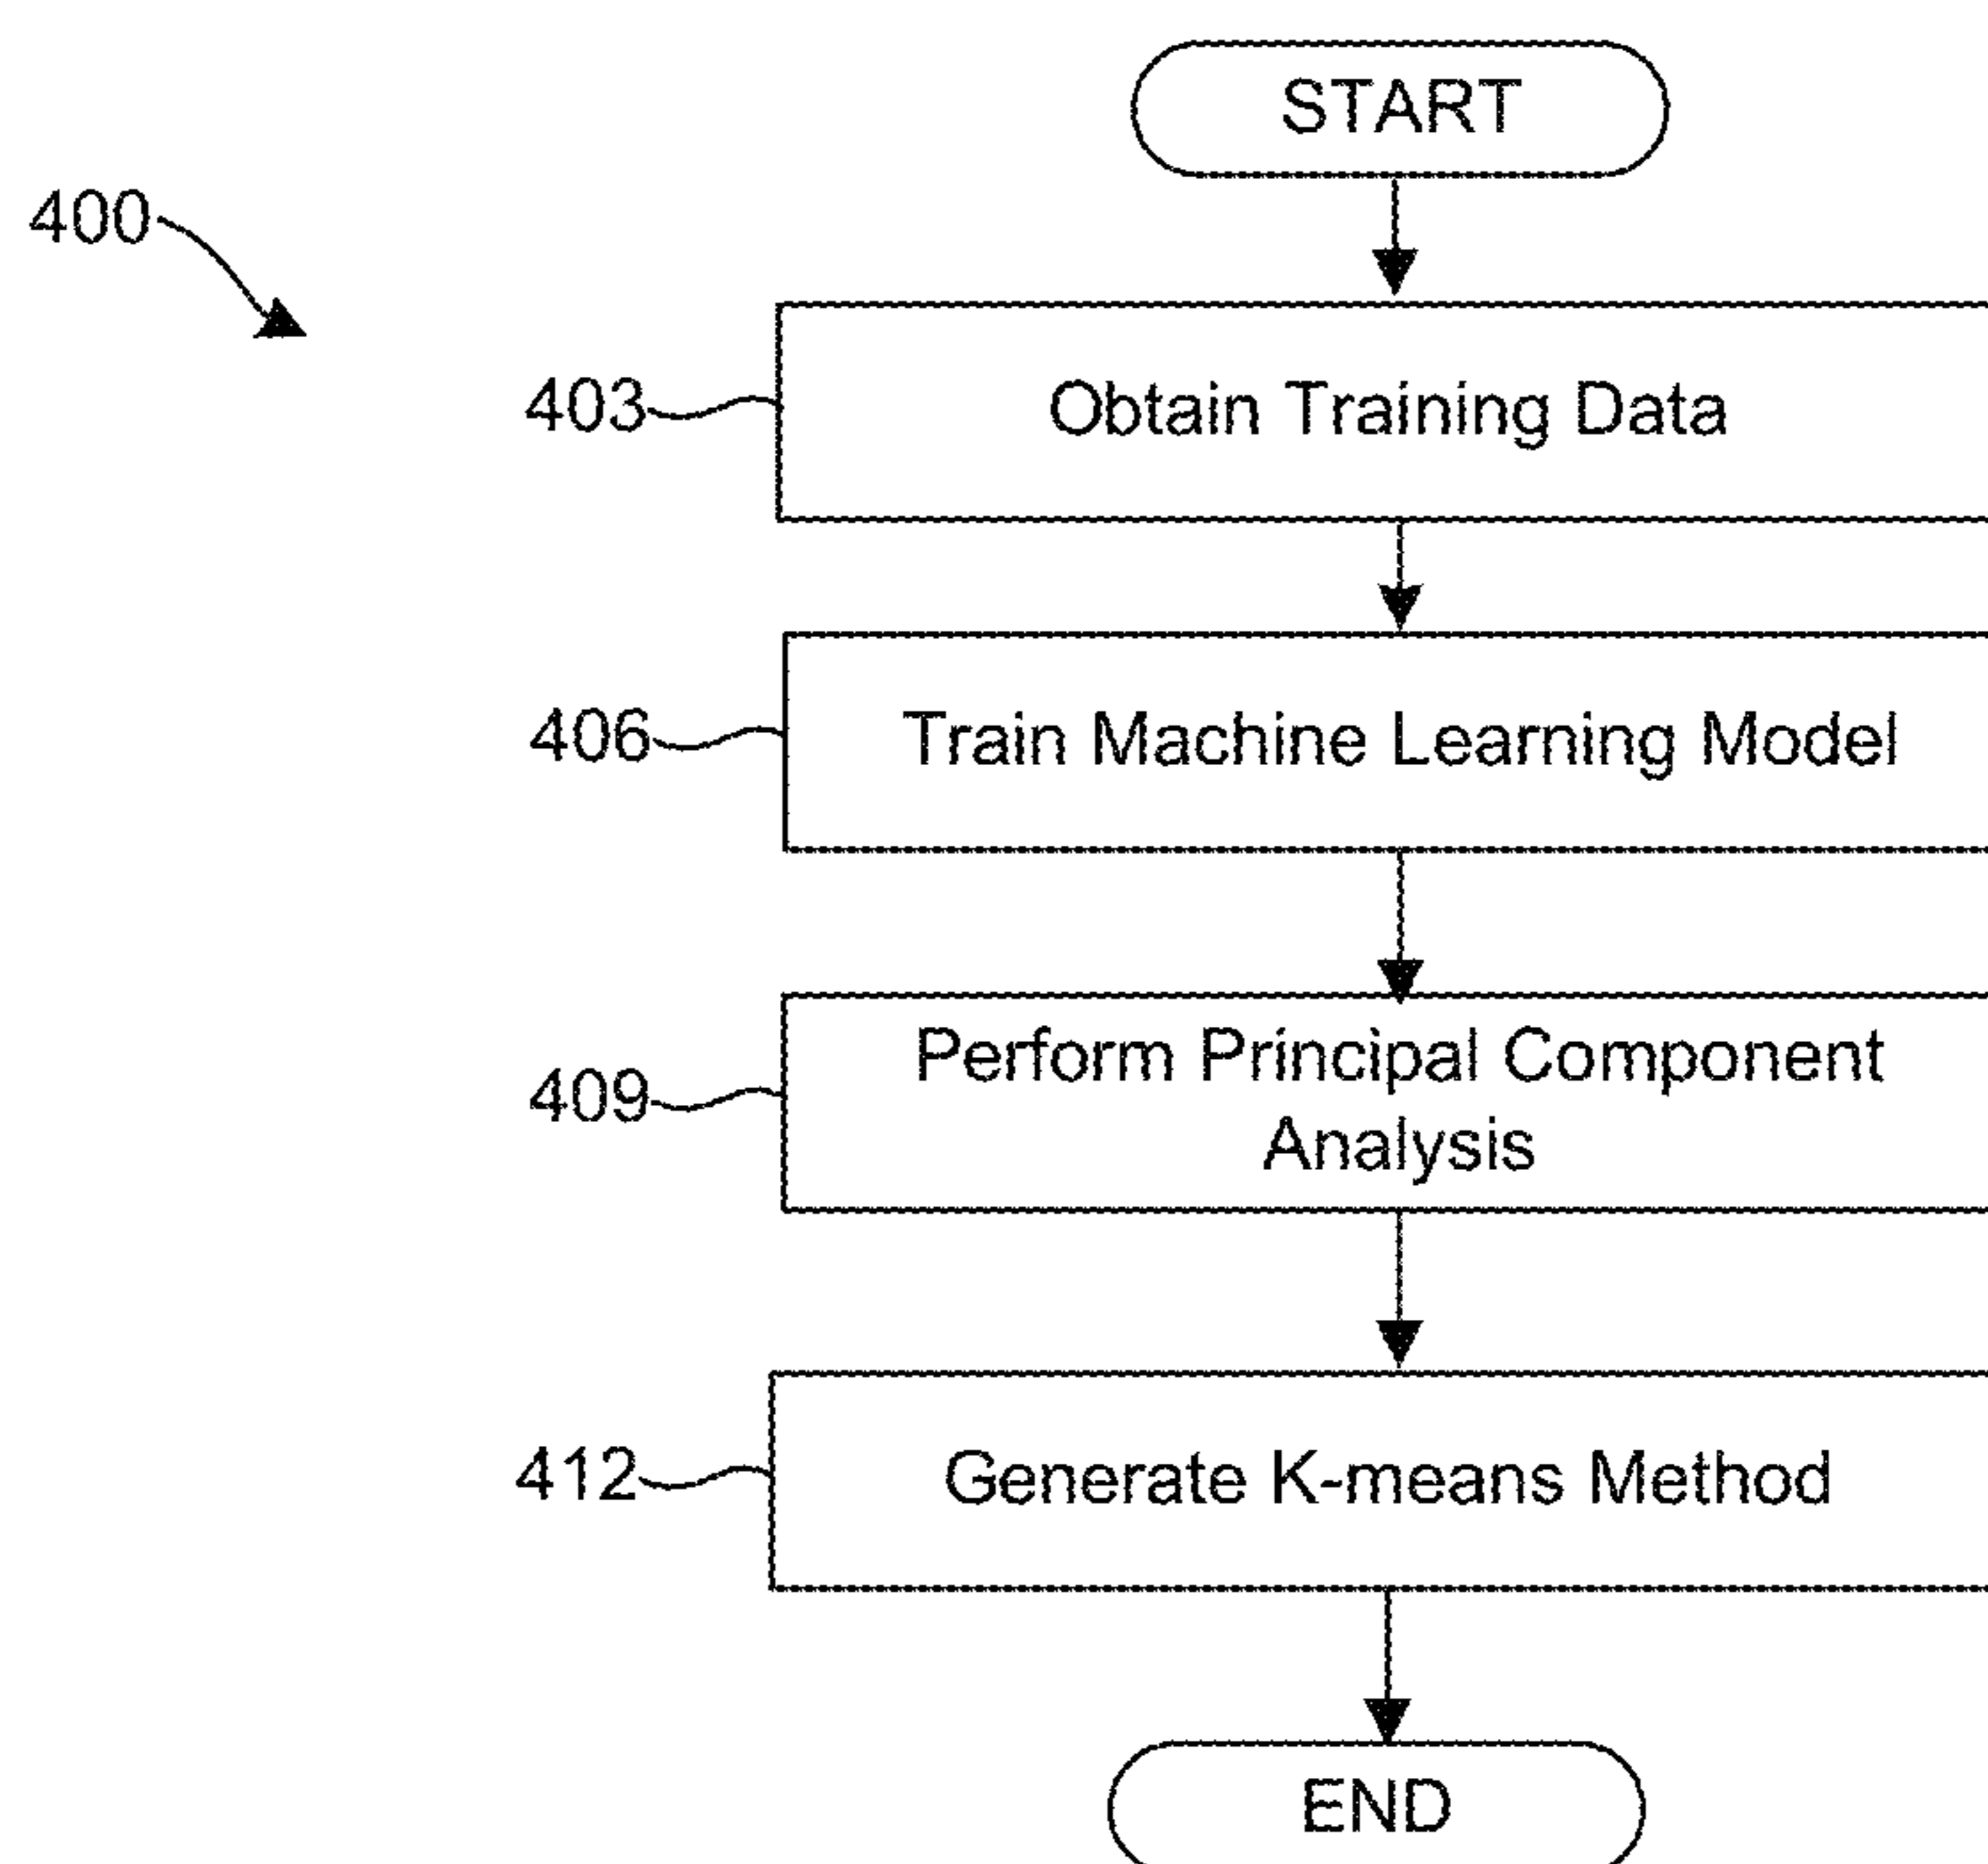 START
400
403
Obtain Training Data
406
Train Machine Learning Model
409
Perform Principal Component
Analysis
412
Generate K-means Method
END